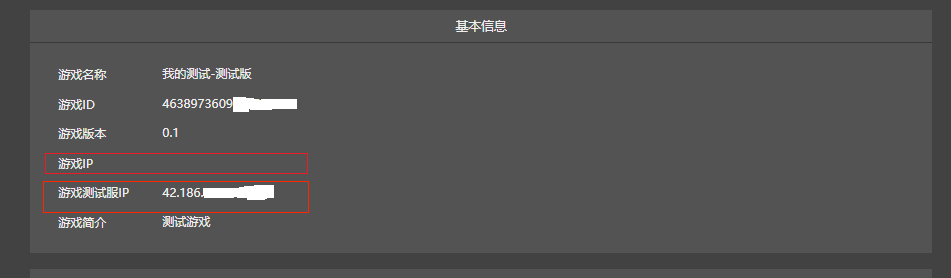 基本信息
游戏名称 我的测试-测试版
游戏ID 4638973609
游戏版本 0.1
游戏IP
游戏测试服IP 42.186.
游戏简介 测试游戏